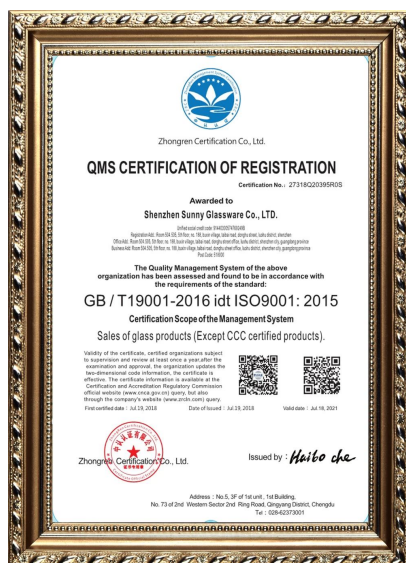 Zhongren Certification Co., Ltd.
QMS CERTIFICATION OF REGISTRATION
Certification No.: 27318Q20395R0S
Awarded to
Shenzhen Sunny Glassware Co., LTD.
The Quality Management System of the above
organization has been assessed and found to be in accordance with
the requirements of the standard:
GB / T19001-2016 idt ISO9001: 2015
Certification Scope of the Management System
Sales of glass products (Except CCC certified products).
Validity of the certificate, certified organizations subject
to supervision and review at least once a year,after the
examination and approval, the organization updates the
two-dimensional code information, the certificate is
effective. The certificate information is available at the
Certification and Accreditation Regulatory Commission
official website (www.cnca.gov.cn) query, but also
through the company's website (www.zrcln.com) query.
First certified date : Jul.19, 2018 Date of Issued : Jul.19, 2018 Valid date : Jul.18, 2021
Zhongren Certification Co., Ltd.
Issued by : Haibo che
Address : No.5, 3F of 1st unit , 1st Building,
No. 73 of 2nd Western Sector 2nd Ring Road, Qingyang District, Chengdu
Tel : 028-62373001